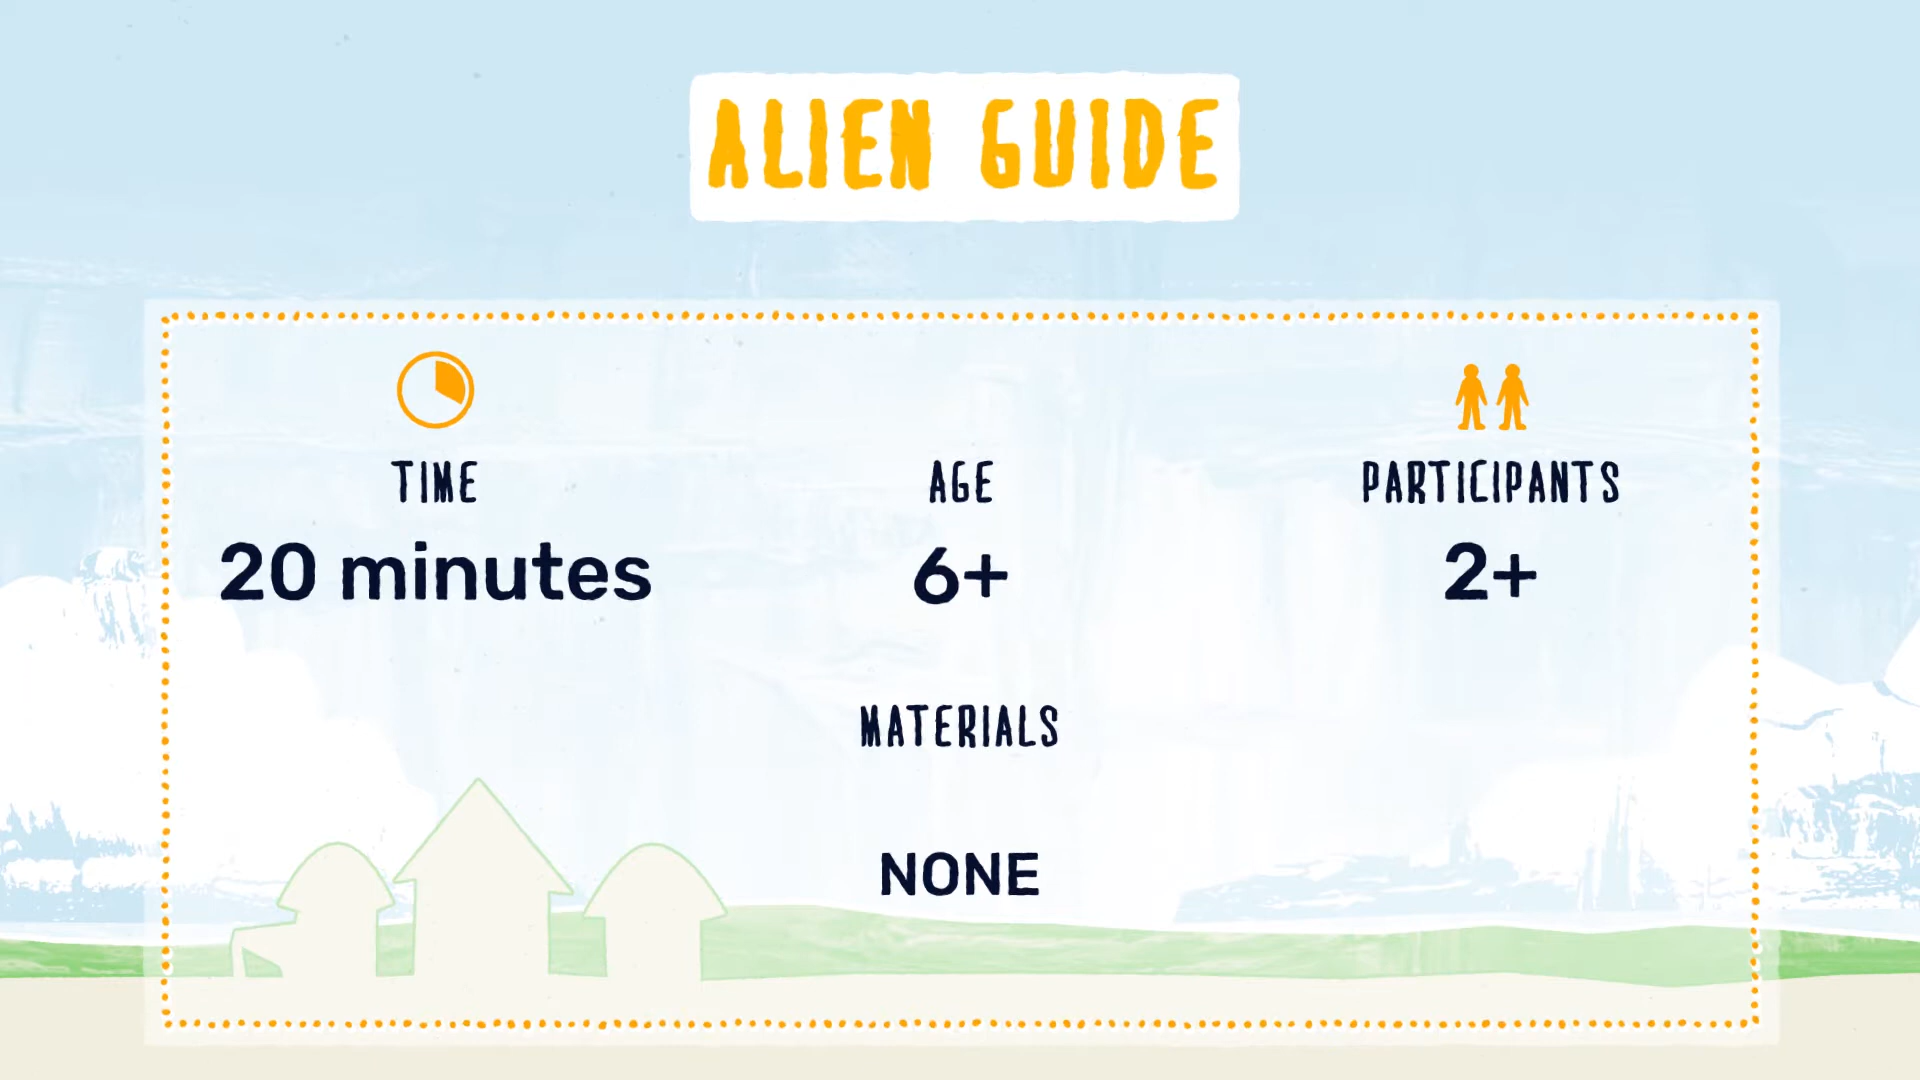 ALIEN GUIDE
TIME
20 minutes
AGE
6+
PARTICIPANTS
2+
MATERIALS
NONE